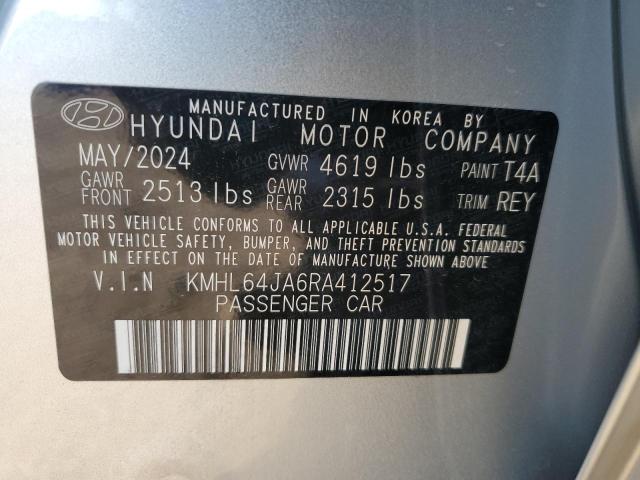 MANUFACTURED IN KOREA BY
HYUNDAI MOTOR COMPANY
MAY/2024 GVWR 4619 lbs PAINT T4A
GAWR FRONT 2513 lbs GAWR REAR 2315 lbs TRIM REY
THIS VEHICLE CONFORMS TO ALL APPLICABLE U.S.A. FEDERAL
MOTOR VEHICLE SAFETY, BUMPER, AND THEFT PREVENTION STANDARDS
IN EFFECT ON THE DATE OF MANUFACTURE SHOWN ABOVE.
V.I.N KMHL64JA6RA412517
PASSENGER CAR